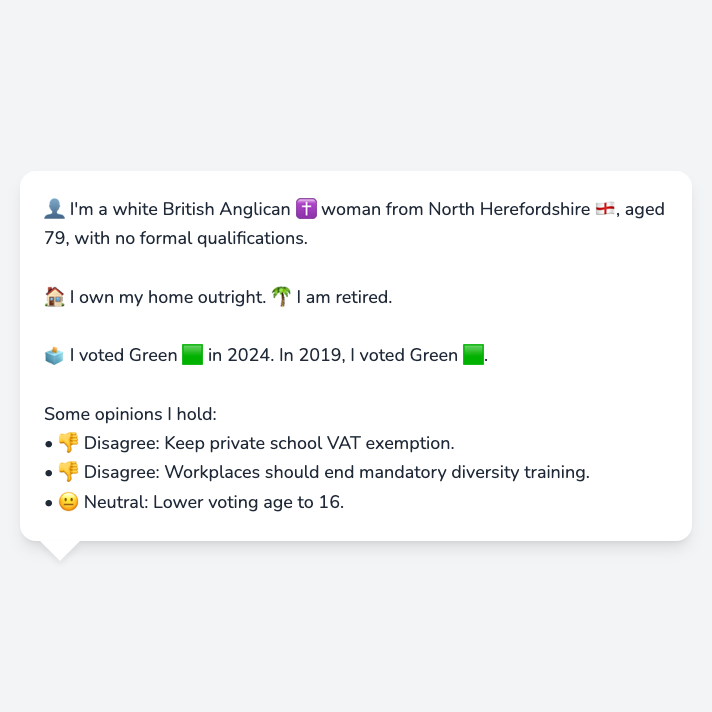 👤 I'm a white British Anglican ✝️ woman from North Herefordshire 🏴󠁧󠁢󠁥󠁮󠁧󠁿, aged
79, with no formal qualifications.
🏠 I own my home outright. 🌴 I am retired.
🗳️ I voted Green 🟩 in 2024. In 2019, I voted Green 🟩.
Some opinions I hold:
• 👎 Disagree: Keep private school VAT exemption.
• 👎 Disagree: Workplaces should end mandatory diversity training.
• 😐 Neutral: Lower voting age to 16.